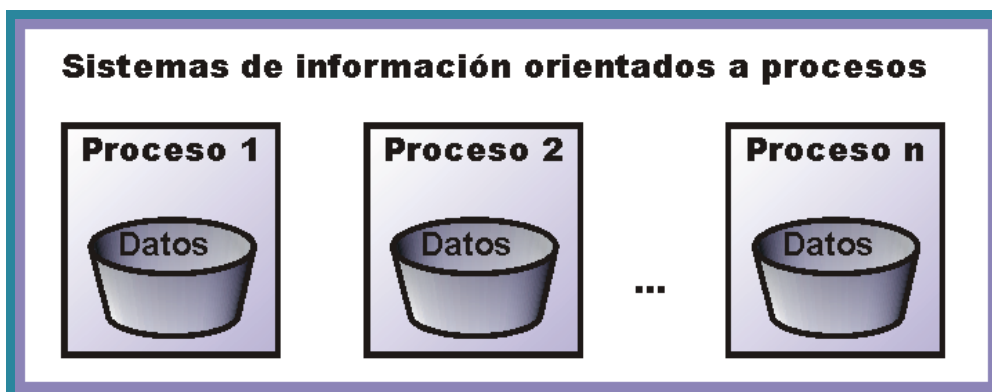 Sistemas de información orientados a procesos
Proceso 1
Datos
Proceso 2
Datos
...
Proceso n
Datos